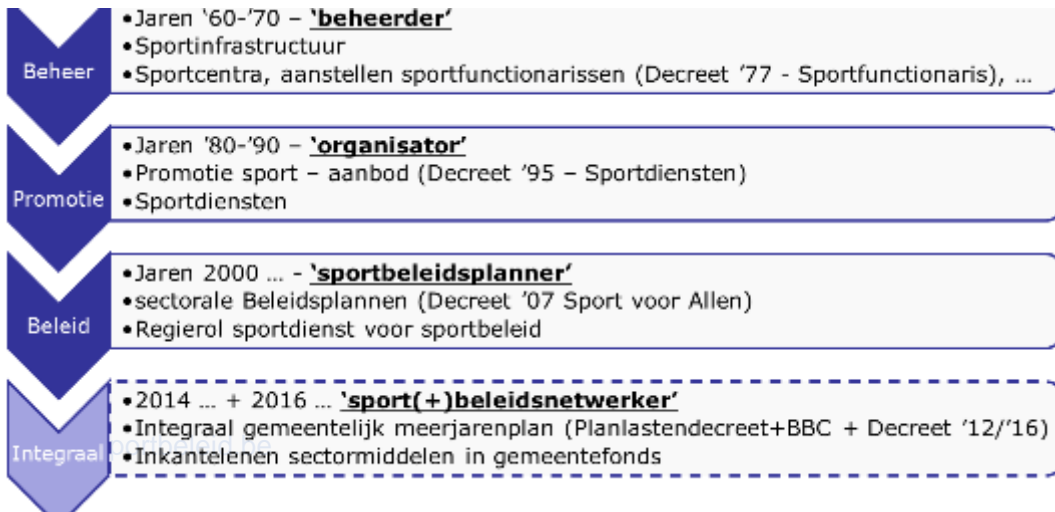 Beheer
•Jaren ‘60-’70 – ‘beheerder’
•Sportinfrastructuur
•Sportcentra, aanstellen sportfunctionarissen (Decreet ’77 - Sportfunctionaris), …
Promotie
•Jaren ’80-’90 – ‘organisator’
•Promotie sport – aanbod (Decreet ’95 – Sportdiensten)
•Sportdiensten
Beleid
•Jaren 2000 … - ‘sportbeleidsplanner’
•sectorale Beleidsplannen (Decreet ’07 Sport voor Allen)
•Regierol sportdienst voor sportbeleid
Integraal
•2014 … + 2016 … ‘sport(+)beleidsnetwerker’
•Integraal gemeentelijk meerjarenplan (Planlastendecreet+BBC + Decreet ’12/’16)
•Inkantelenen sectormiddelen in gemeentefonds